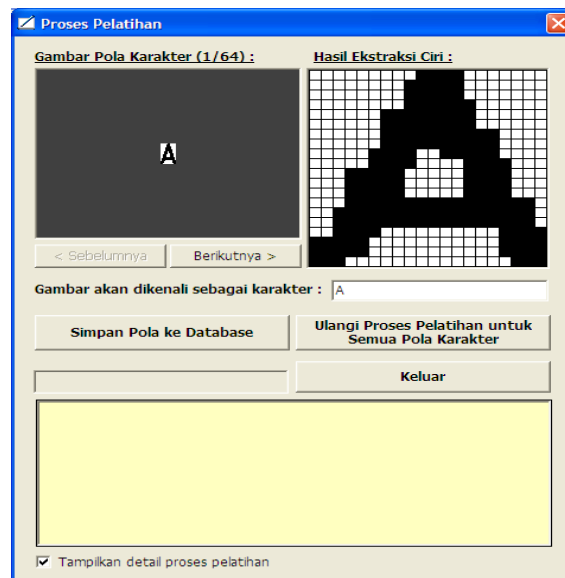 Proses Pelatihan
Gambar Pola Karakter (1/64) :
Hasil Ekstraksi Ciri :
A
< Sebelumnya
Berikutnya >
Gambar akan dikenali sebagai karakter :
A
Simpan Pola ke Database
Ulangi Proses Pelatihan untuk
Semua Pola Karakter
Keluar
Tampilkan detail proses pelatihan